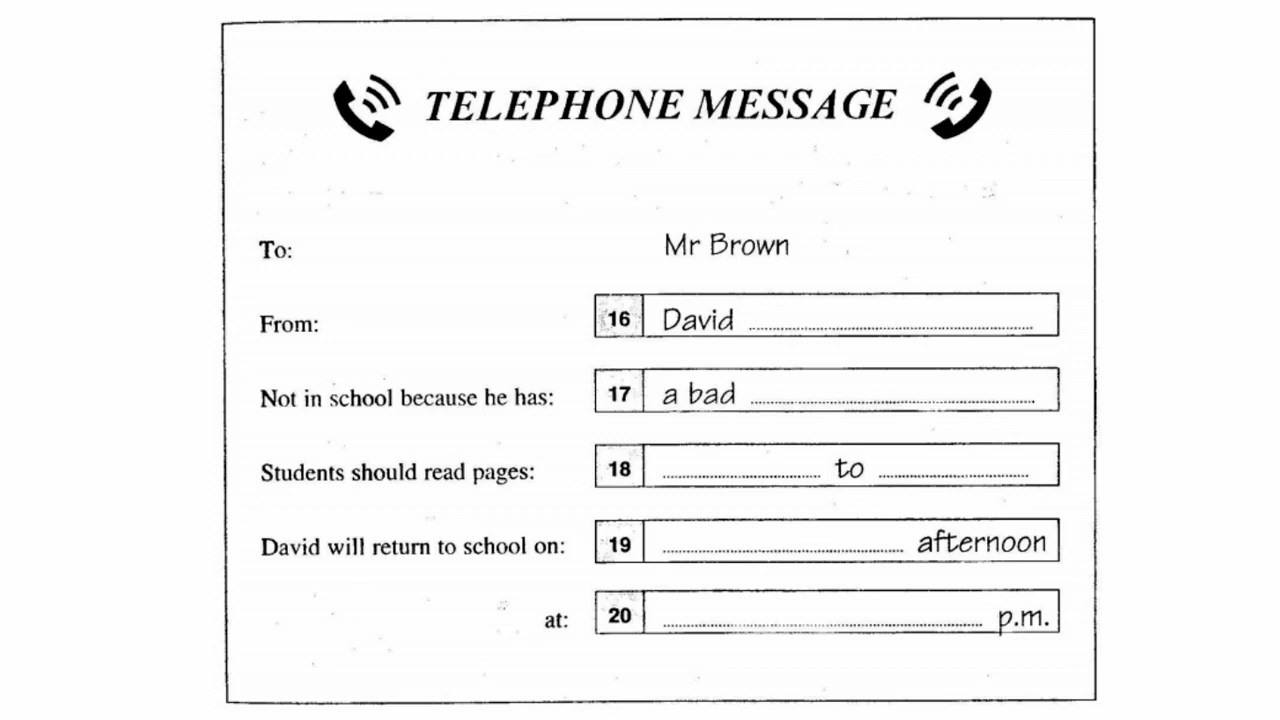 TELEPHONE MESSAGE
To: Mr Brown
From: 16 David
Not in school because he has: 17 a bad
Students should read pages: 18 to
David will return to school on: 19 afternoon
at: 20 p.m.